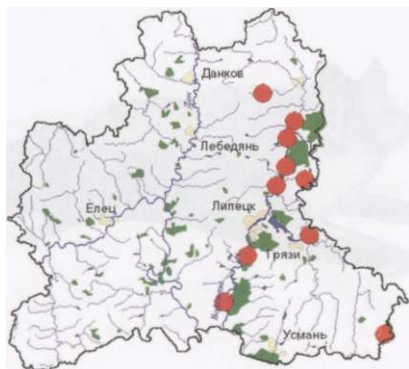 Данков
Лебедянь
Елец
Липецк
Грязи
Усмань